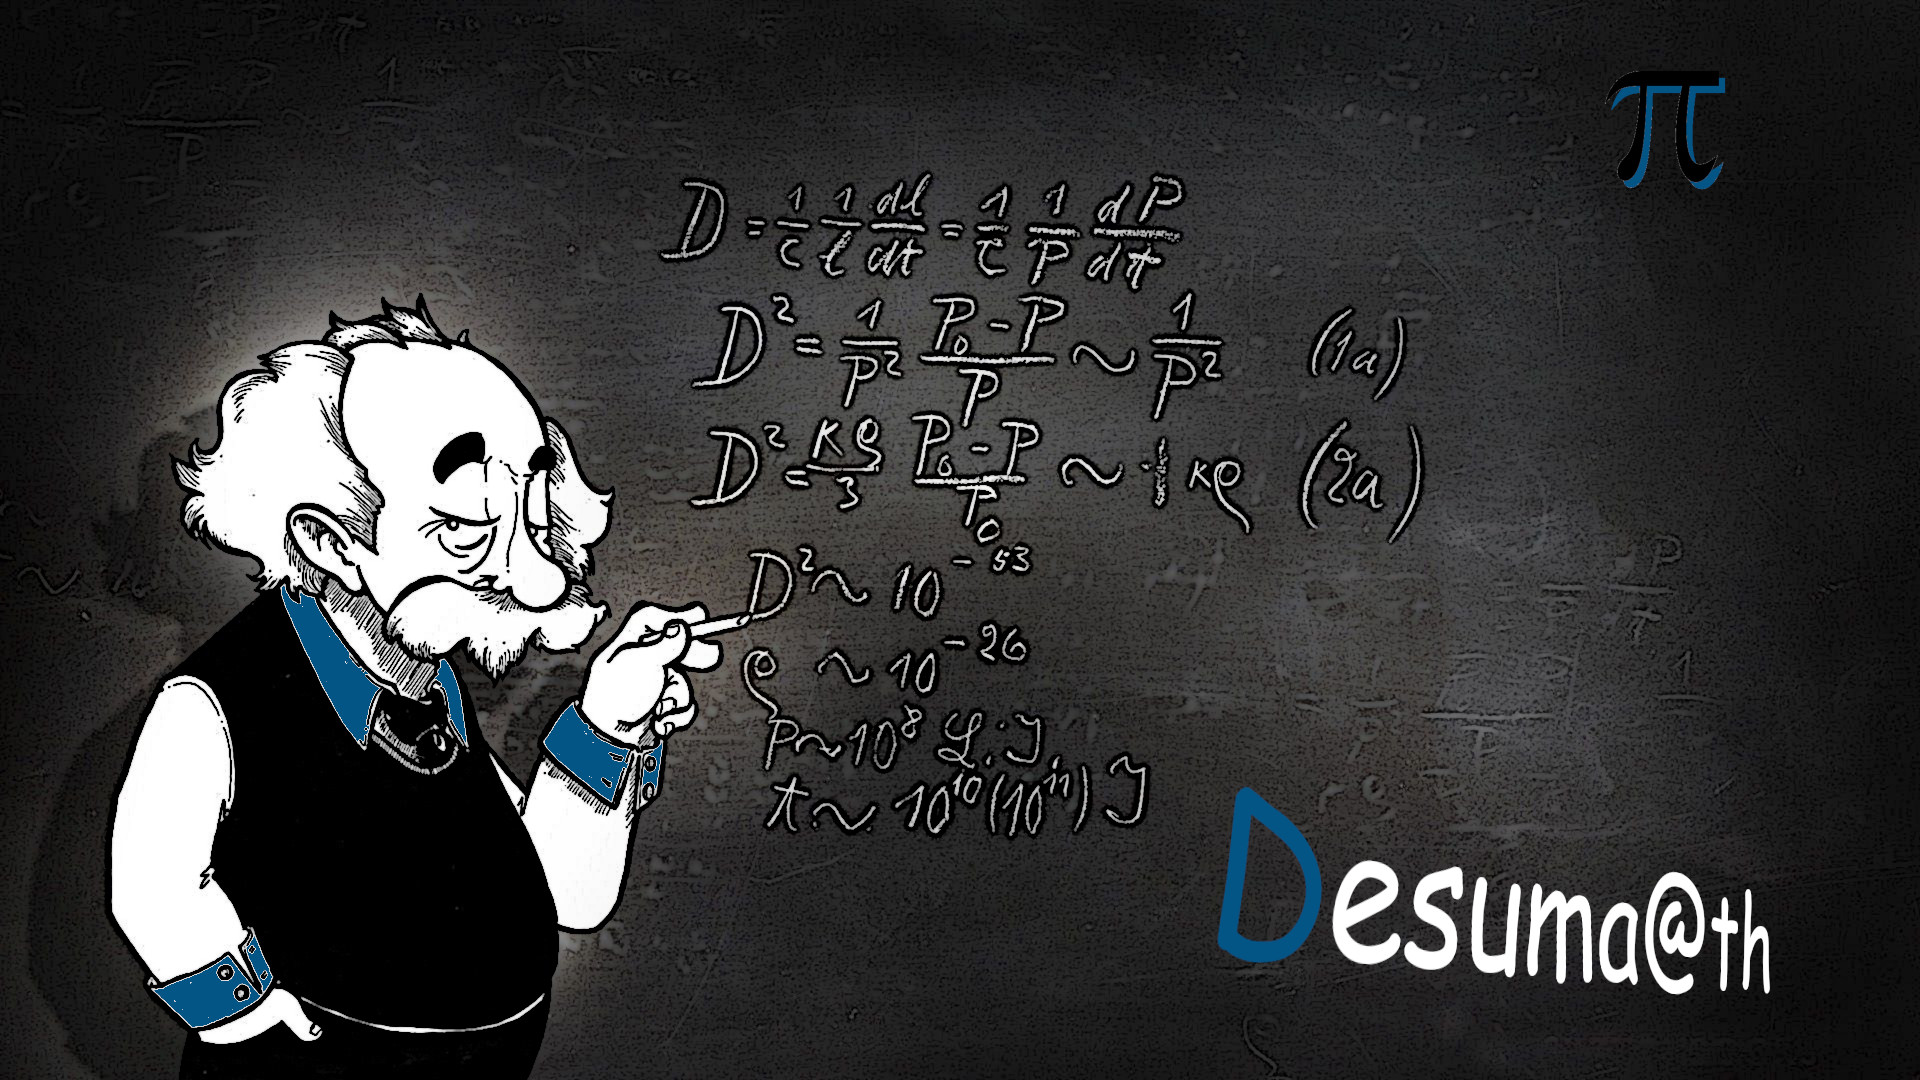 π
D = 1/c 1/l dl/dt = 1/c 1/P dP/dt
D² = 1/P² P₀-P/P ~ 1/P² (1a)
D² = κρ/3 P₀-P/P₀ ~ κρ (2a)
D² ~ 10⁻⁵³
ρ ~ 10⁻²⁶
P ~ 10⁸ L.J.
t ~ 10¹⁰(10¹¹) J
Desuma@th